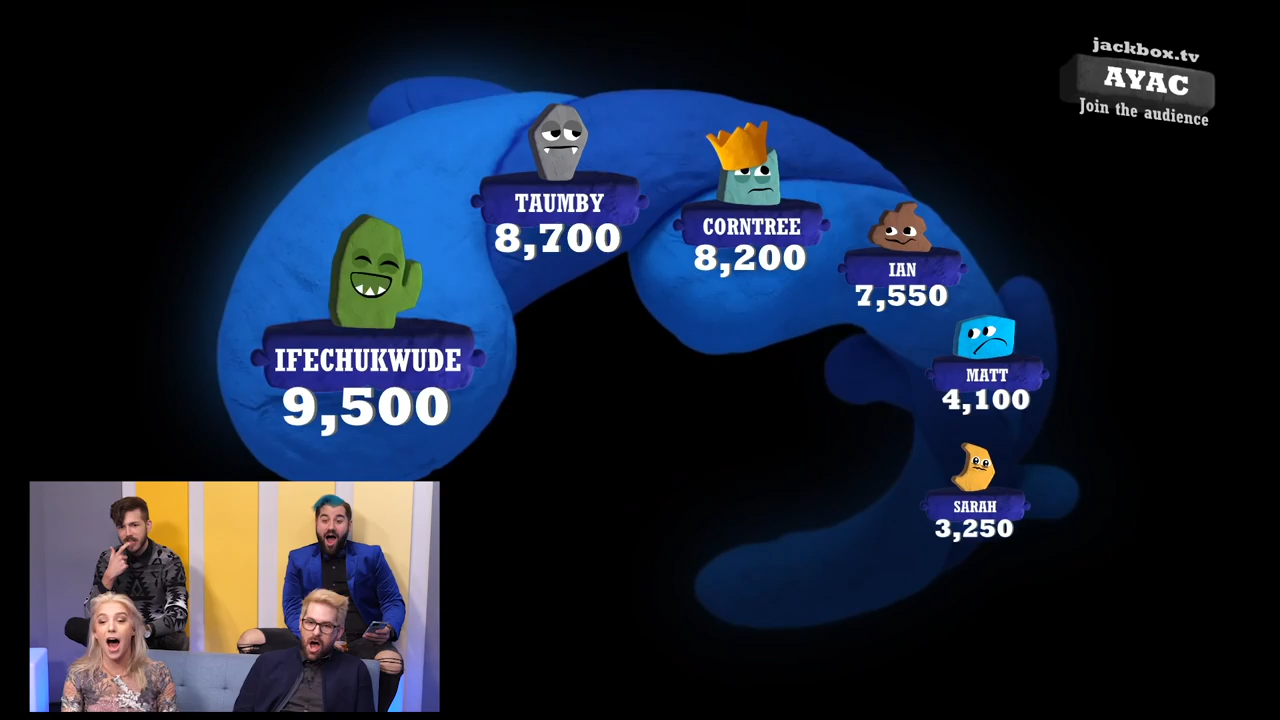 jackbox.tv
AYAC
Join the audience
TAUMBY
8,700
CORNTREE
8,200
IAN
7,550
IFECHUKWUDE
9,500
MATT
4,100
SARAH
3,250